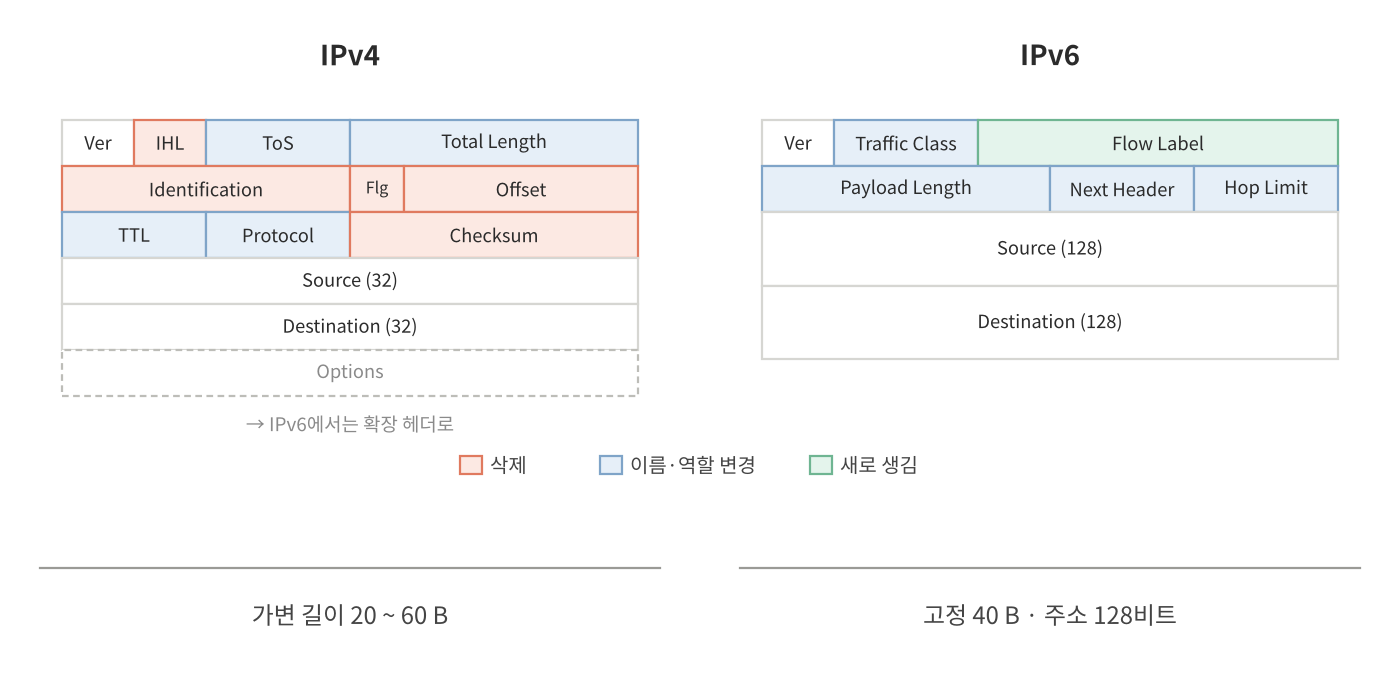 IPv4
Ver IHL ToS Total Length
Identification Flg Offset
TTL Protocol Checksum
Source (32)
Destination (32)
Options
→ IPv6에서는 확장 헤더로
IPv6
Ver Traffic Class Flow Label
Payload Length Next Header Hop Limit
Source (128)
Destination (128)
삭제 이름·역할 변경 새로 생김
가변 길이 20 ~ 60 B
고정 40 B · 주소 128비트